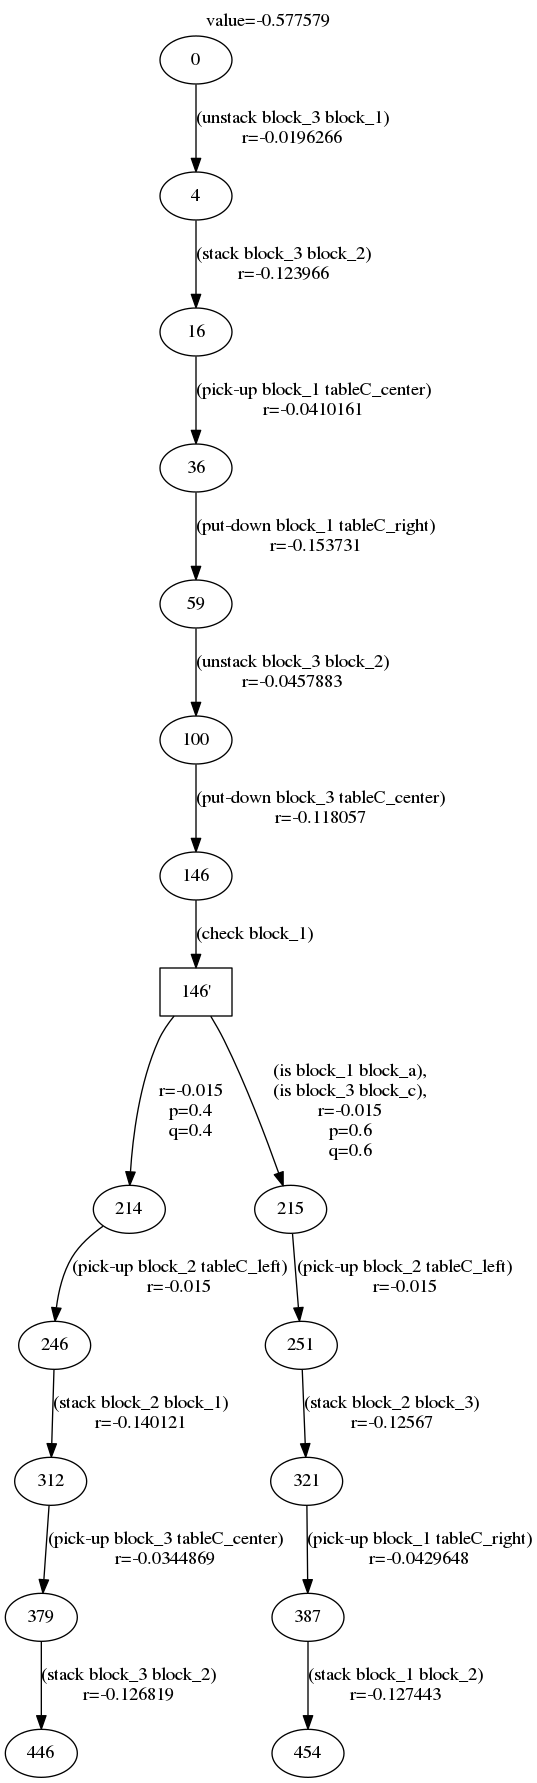 value=-0.577579
0
(unstack block_3 block_1)
r=-0.0196266
4
(stack block_3 block_2)
r=-0.123966
16
(pick-up block_1 tableC_center)
r=-0.0410161
36
(put-down block_1 tableC_right)
r=-0.153731
59
(unstack block_3 block_2)
r=-0.0457883
100
(put-down block_3 tableC_center)
r=-0.118057
146
(check block_1)
146'
r=-0.015
p=0.4
q=0.4
(is block_1 block_a),
(is block_3 block_c),
r=-0.015
p=0.6
q=0.6
214
215
(pick-up block_2 tableC_left)
r=-0.015
(pick-up block_2 tableC_left)
r=-0.015
246
251
(stack block_2 block_1)
r=-0.140121
(stack block_2 block_3)
r=-0.12567
312
321
(pick-up block_3 tableC_center)
r=-0.0344869
(pick-up block_1 tableC_right)
r=-0.0429648
379
387
(stack block_3 block_2)
r=-0.126819
(stack block_1 block_2)
r=-0.127443
446
454